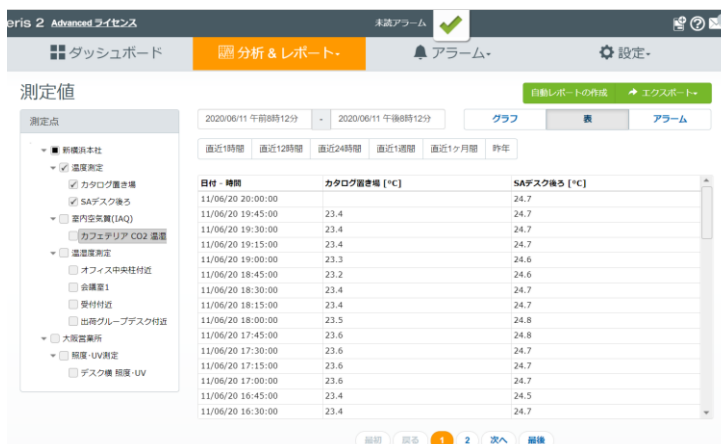 eris 2 Advanced ライセンス 未読アラーム
ダッシュボード 分析 & レポート アラーム 設定
測定値 自動レポートの作成 エクスポート
測定点
2020/06/11 午前8時12分 - 2020/06/11 午後8時12分 グラフ 表 アラーム
直近1時間 直近12時間 直近24時間 直近1週間 直近1ヶ月間 昨年
新横浜本社
温度測定
カタログ置き場
SAデスク後ろ
室内空気質(IAQ)
カフェテリア CO2 温湿
温湿度測定
オフィス中央柱付近
会議室1
受付付近
出荷グループデスク付近
大阪営業所
照度・UV測定
デスク横 照度・UV
日付 - 時間 カタログ置き場 [°C] SAデスク後ろ [°C]
11/06/20 20:00:00 24.7
11/06/20 19:45:00 23.4 24.7
11/06/20 19:30:00 23.4 24.7
11/06/20 19:15:00 23.4 24.7
11/06/20 19:00:00 23.3 24.6
11/06/20 18:45:00 23.2 24.6
11/06/20 18:30:00 23.4 24.7
11/06/20 18:15:00 23.4 24.7
11/06/20 18:00:00 23.5 24.8
11/06/20 17:45:00 23.6 24.8
11/06/20 17:30:00 23.6 24.7
11/06/20 17:15:00 23.6 24.7
11/06/20 17:00:00 23.6 24.7
11/06/20 16:45:00 23.4 24.5
11/06/20 16:30:00 23.4 24.7
最初 戻る 1 2 次へ 最後